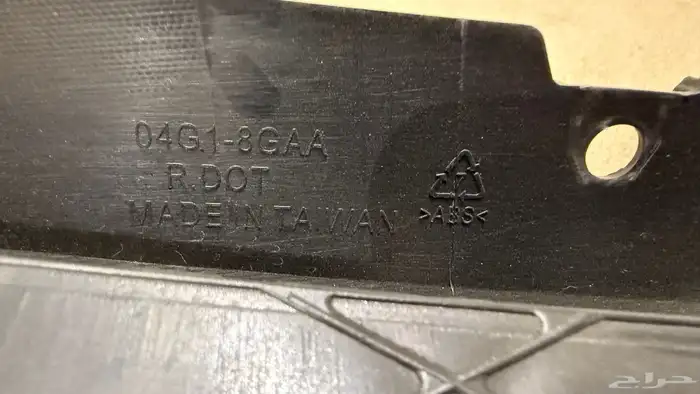 04G1-8GAA
R.DOT
MADE IN TAIWAN
>ABS<
حراج